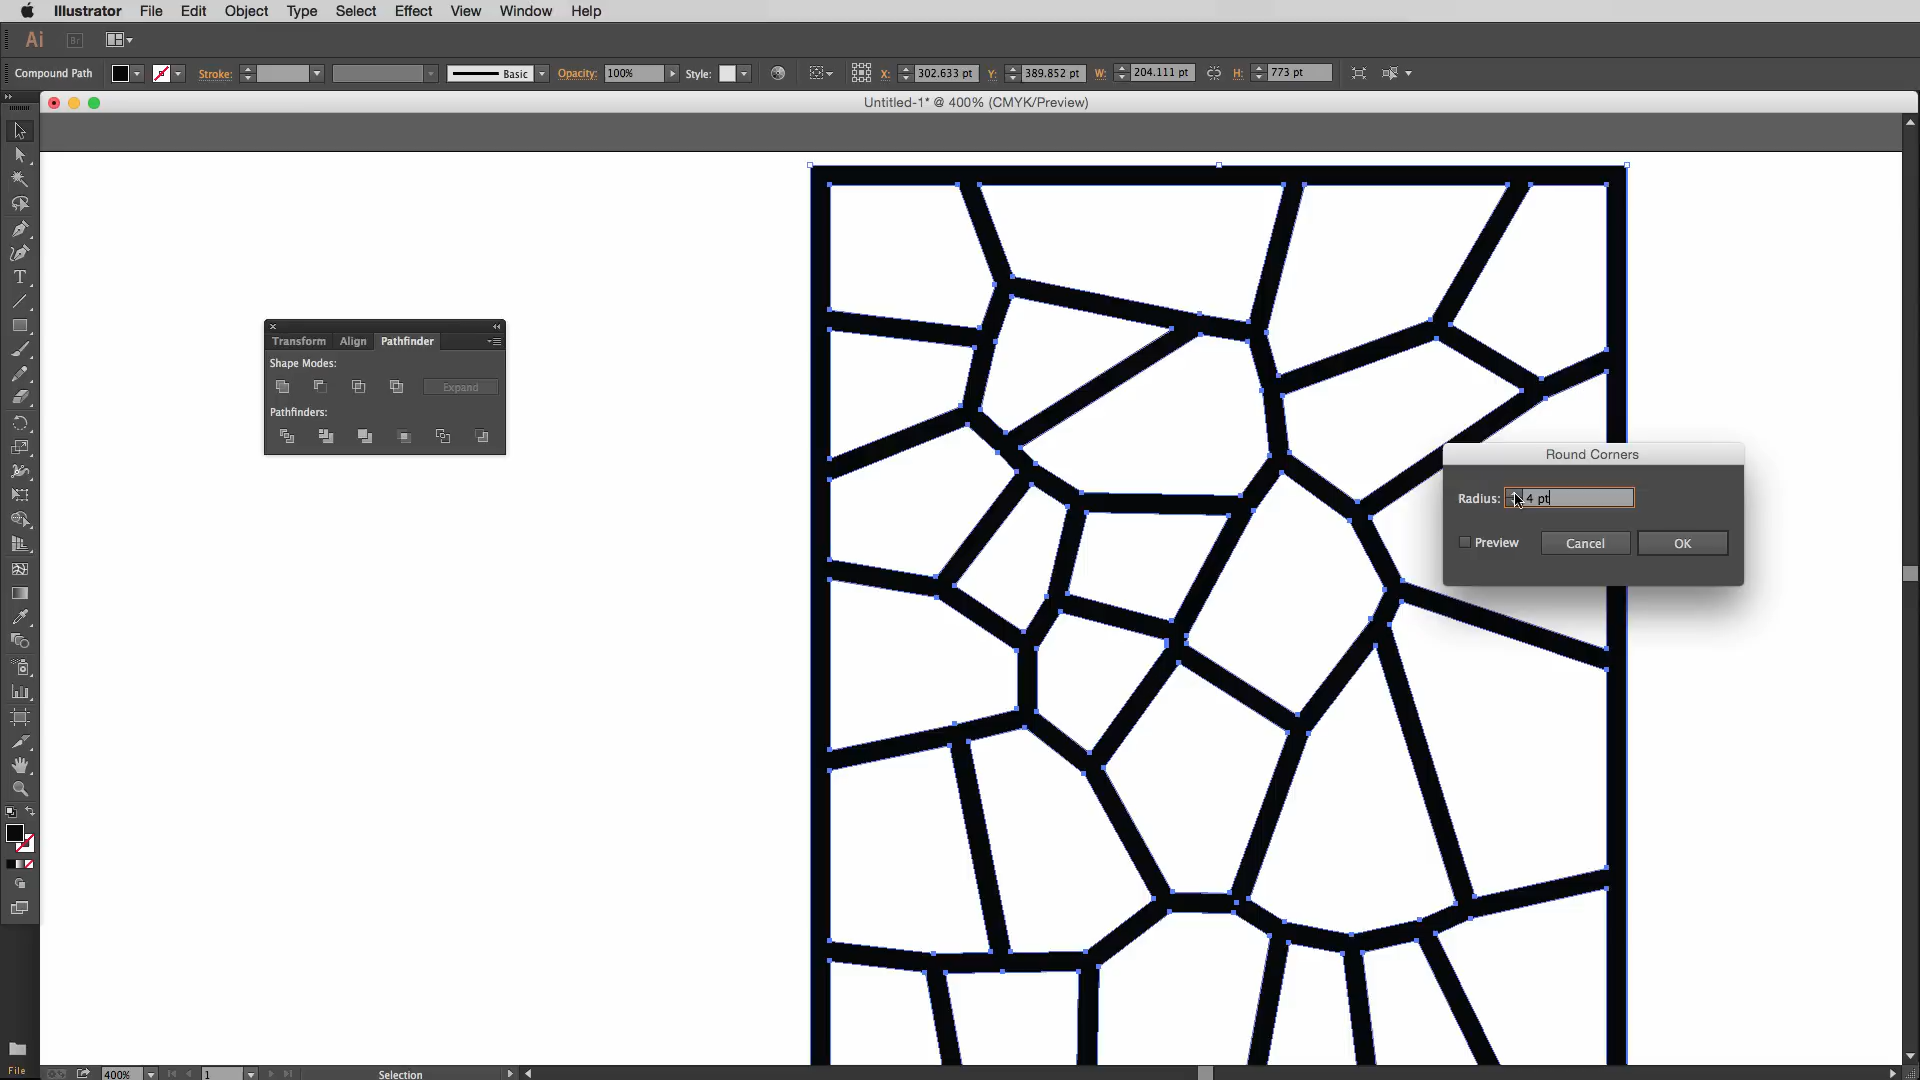 Illustrator File Edit Object Type Select Effect View Window Help
Ai Br
Compound Path Stroke: Basic Opacity: 100% Style: X: 302.633 pt Y: 389.852 pt W: 204.111 pt H: 773 pt
Untitled-1* @ 400% (CMYK/Preview)
Transform Align Pathfinder
Shape Modes:
Expand
Pathfinders:
Round Corners
Radius: 4 pt
Preview Cancel OK
T
File
400% 1 Selection